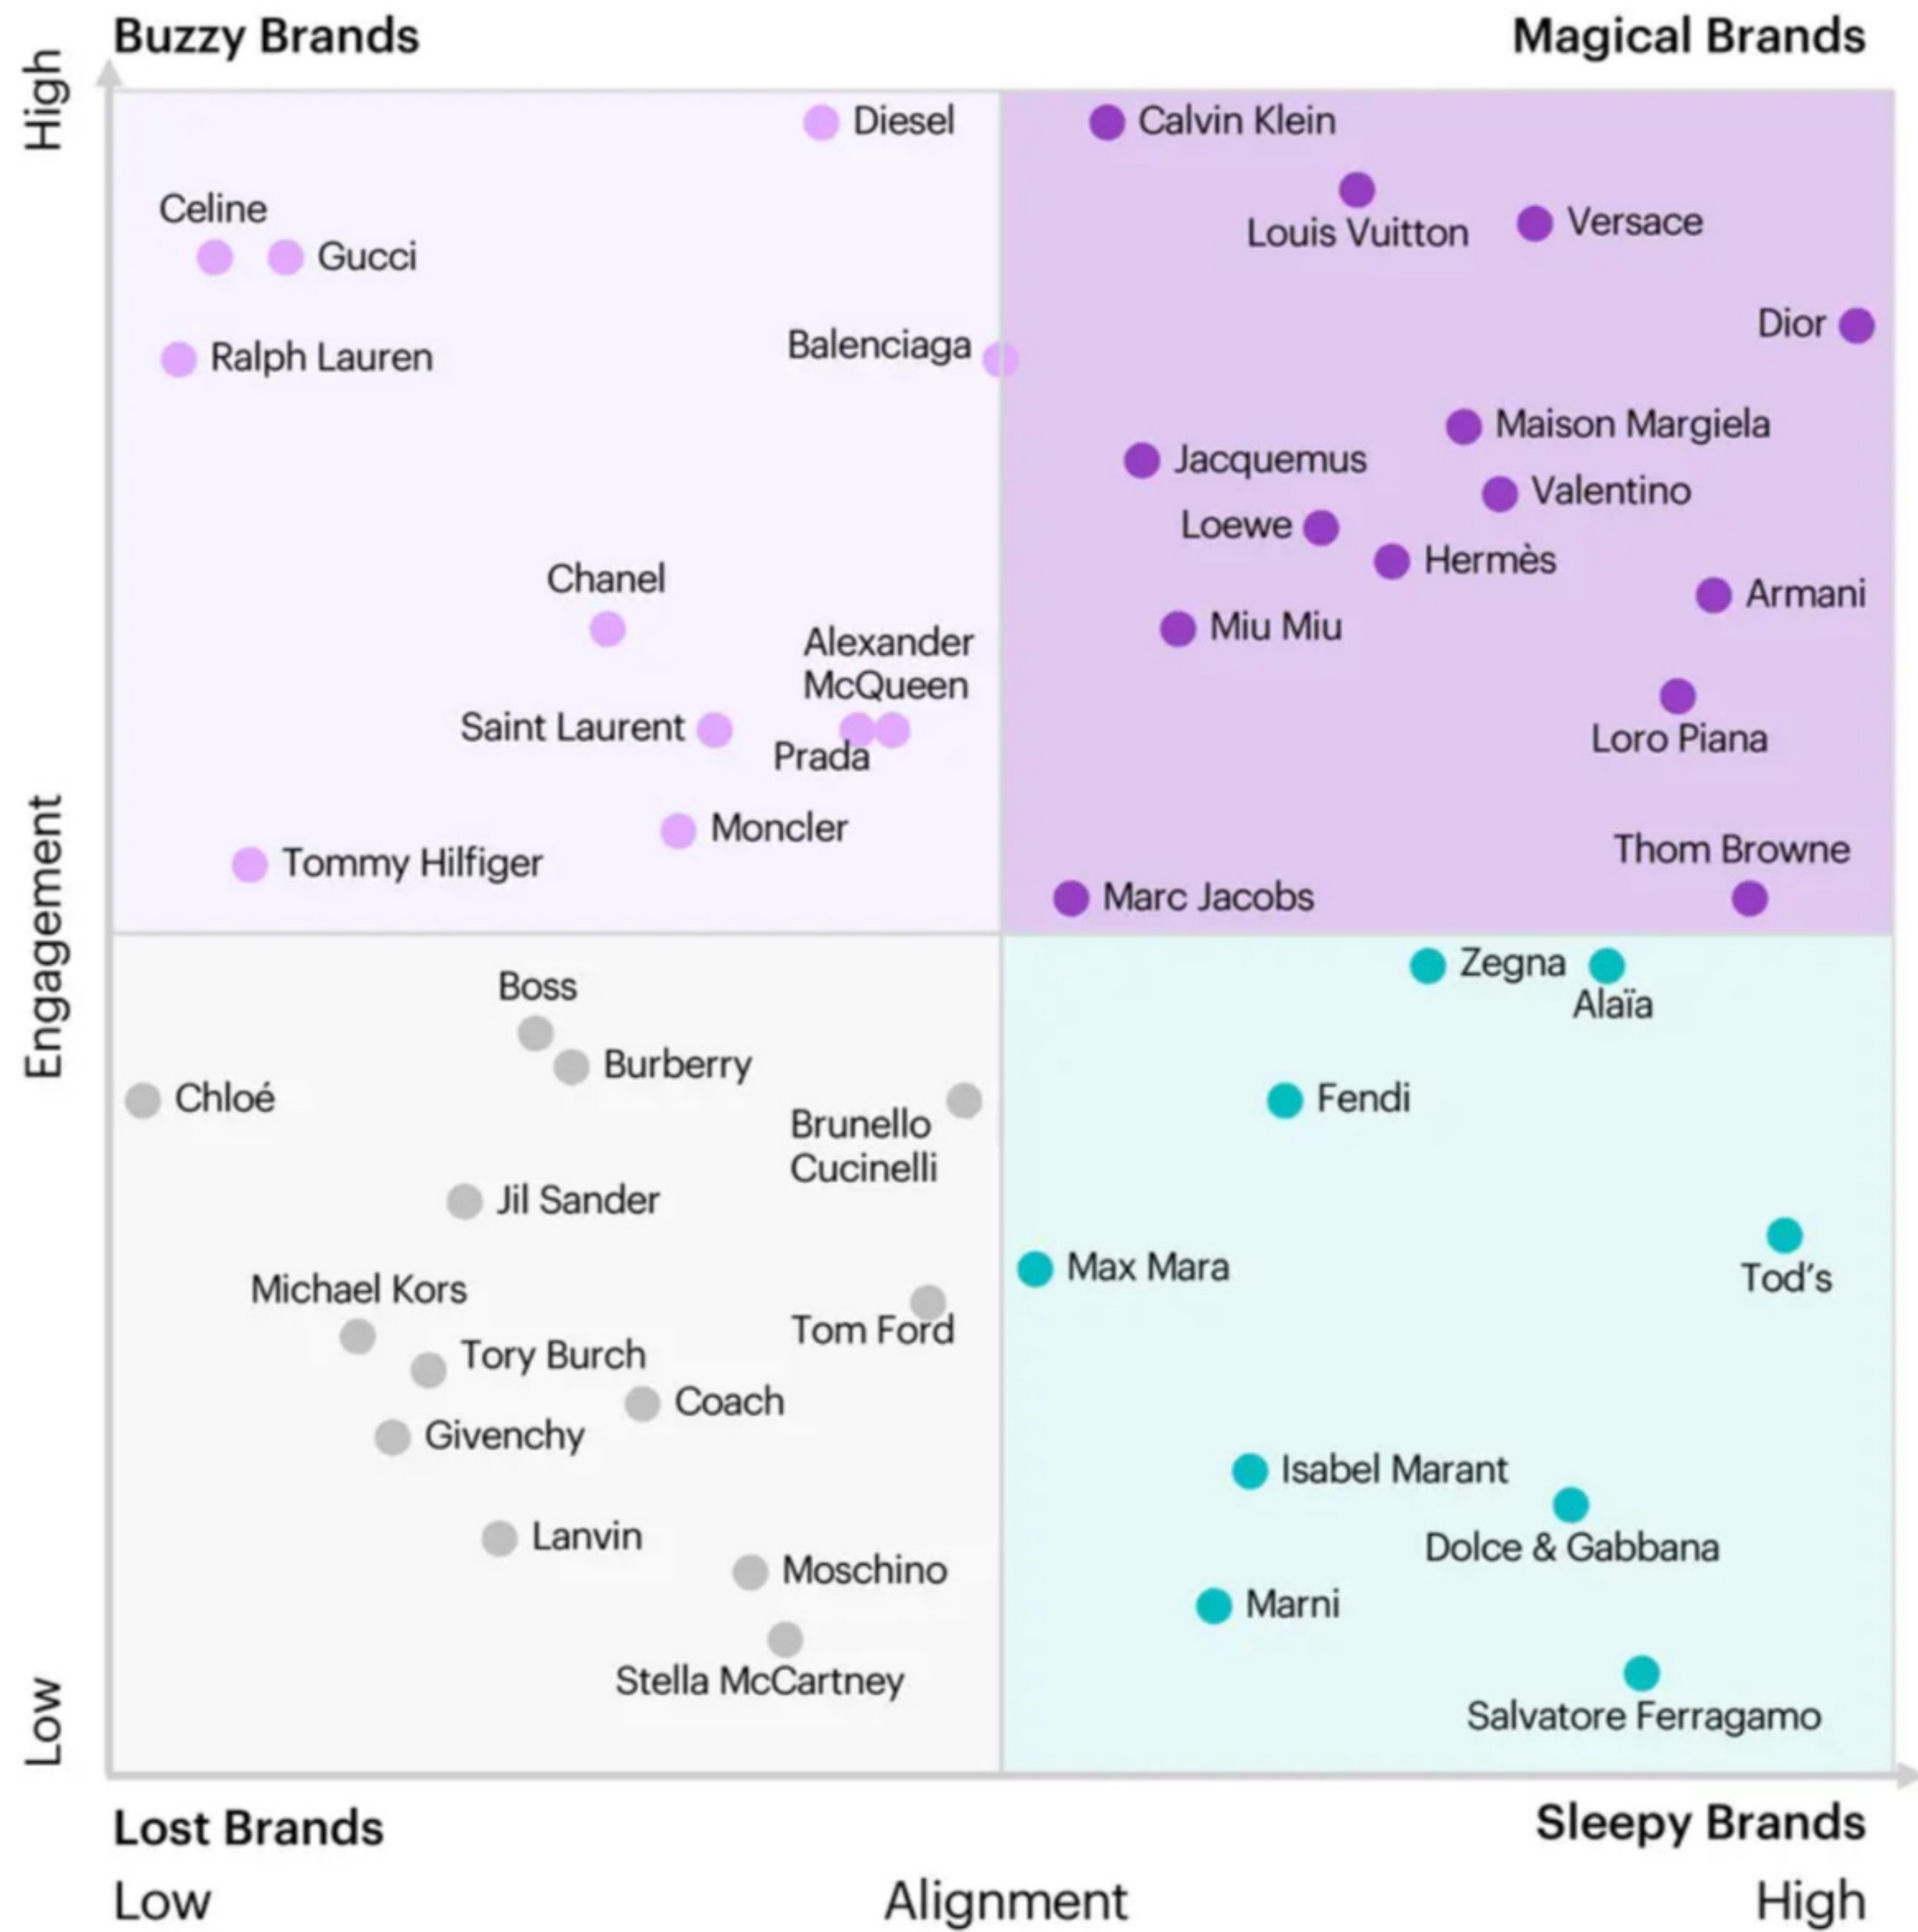 Buzzy Brands
Magical Brands
High
Diesel
Calvin Klein
Celine
Louis Vuitton
Versace
Gucci
Dior
Ralph Lauren
Balenciaga
Maison Margiela
Jacquemus
Valentino
Loewe
Hermès
Chanel
Armani
Miu Miu
Alexander
McQueen
Saint Laurent
Prada
Loro Piana
Moncler
Tommy Hilfiger
Thom Browne
Marc Jacobs
Engagement
Zegna
Alaïa
Boss
Burberry
Chloé
Fendi
Brunello
Cucinelli
Jil Sander
Max Mara
Tod’s
Michael Kors
Tom Ford
Tory Burch
Coach
Givenchy
Isabel Marant
Lanvin
Dolce & Gabbana
Moschino
Marni
Stella McCartney
Salvatore Ferragamo
Low
Lost Brands
Sleepy Brands
Low
Alignment
High